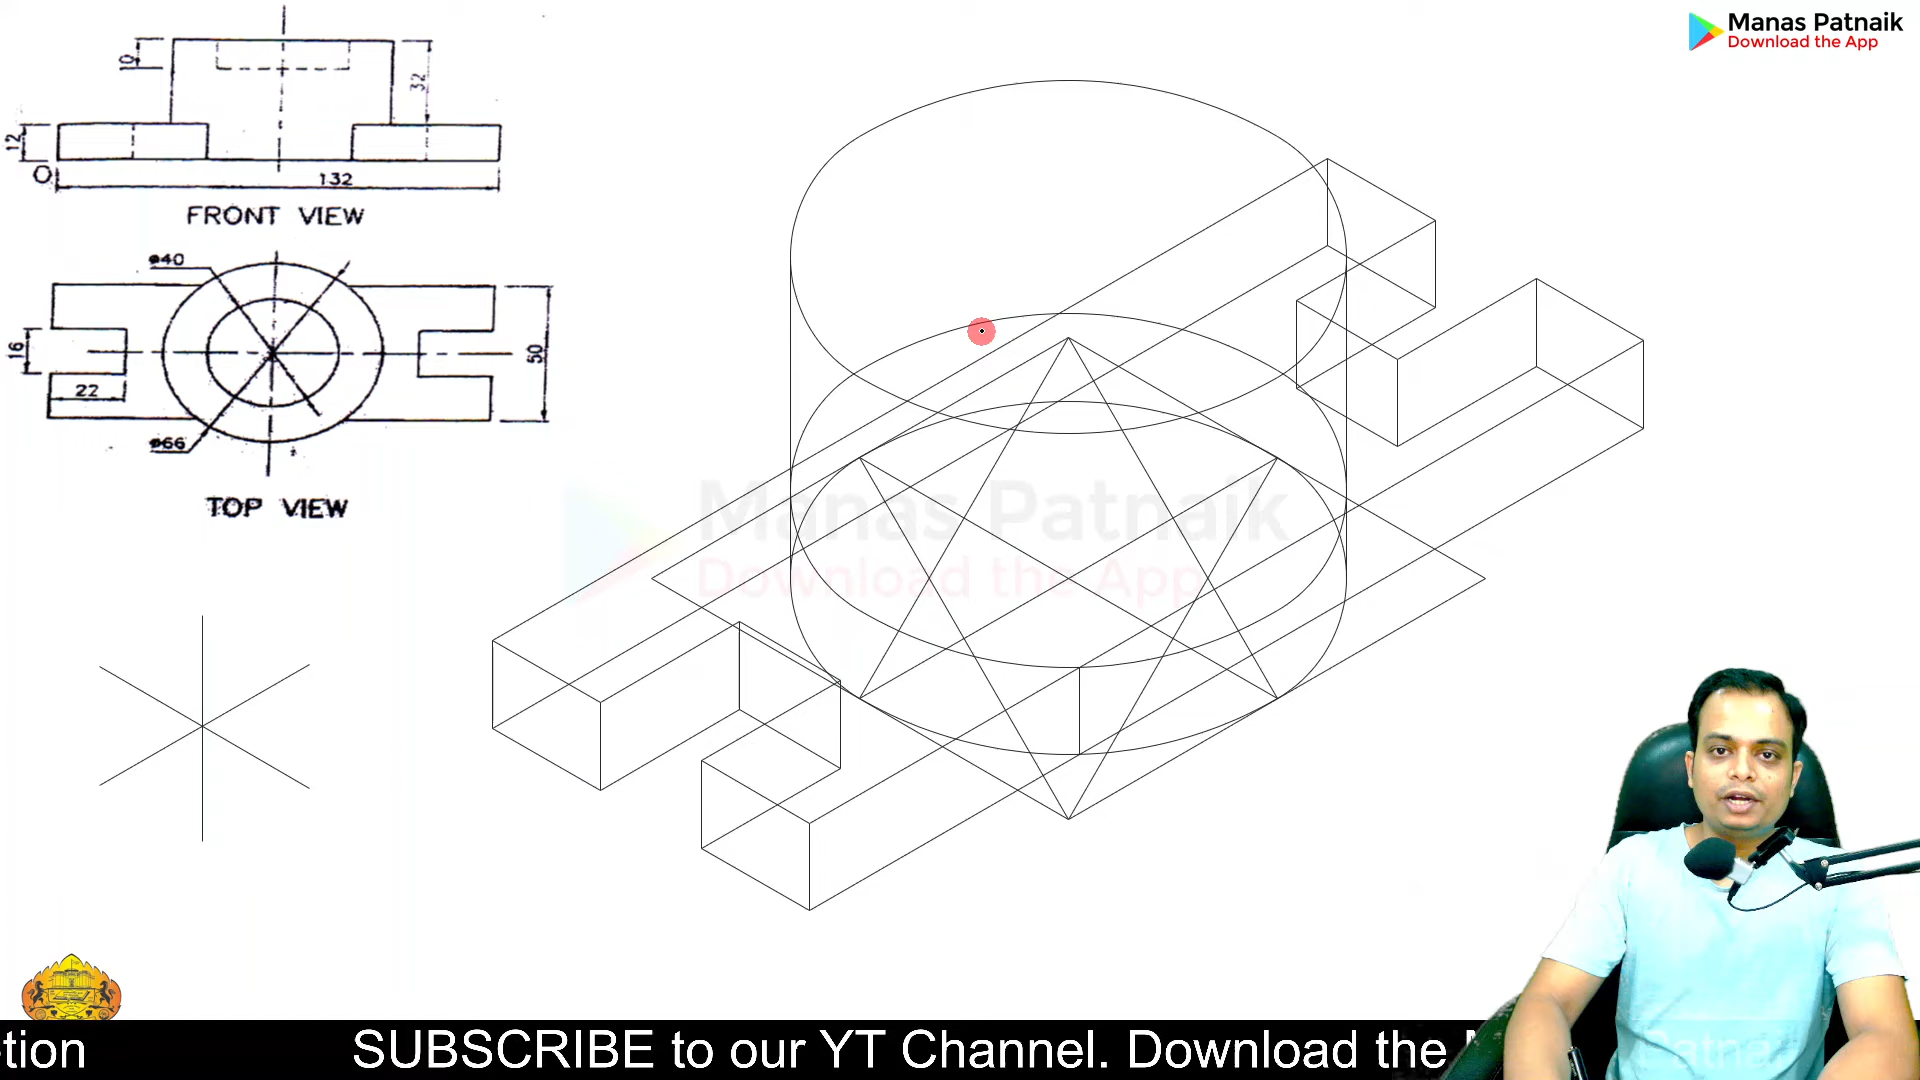 Manas Patnaik
Download the App
10
32
12
O
132
FRONT VIEW
ø40
16
22
50
ø66
TOP VIEW
Manas Patnaik
Download the App
tion
SUBSCRIBE to our YT Channel. Download the